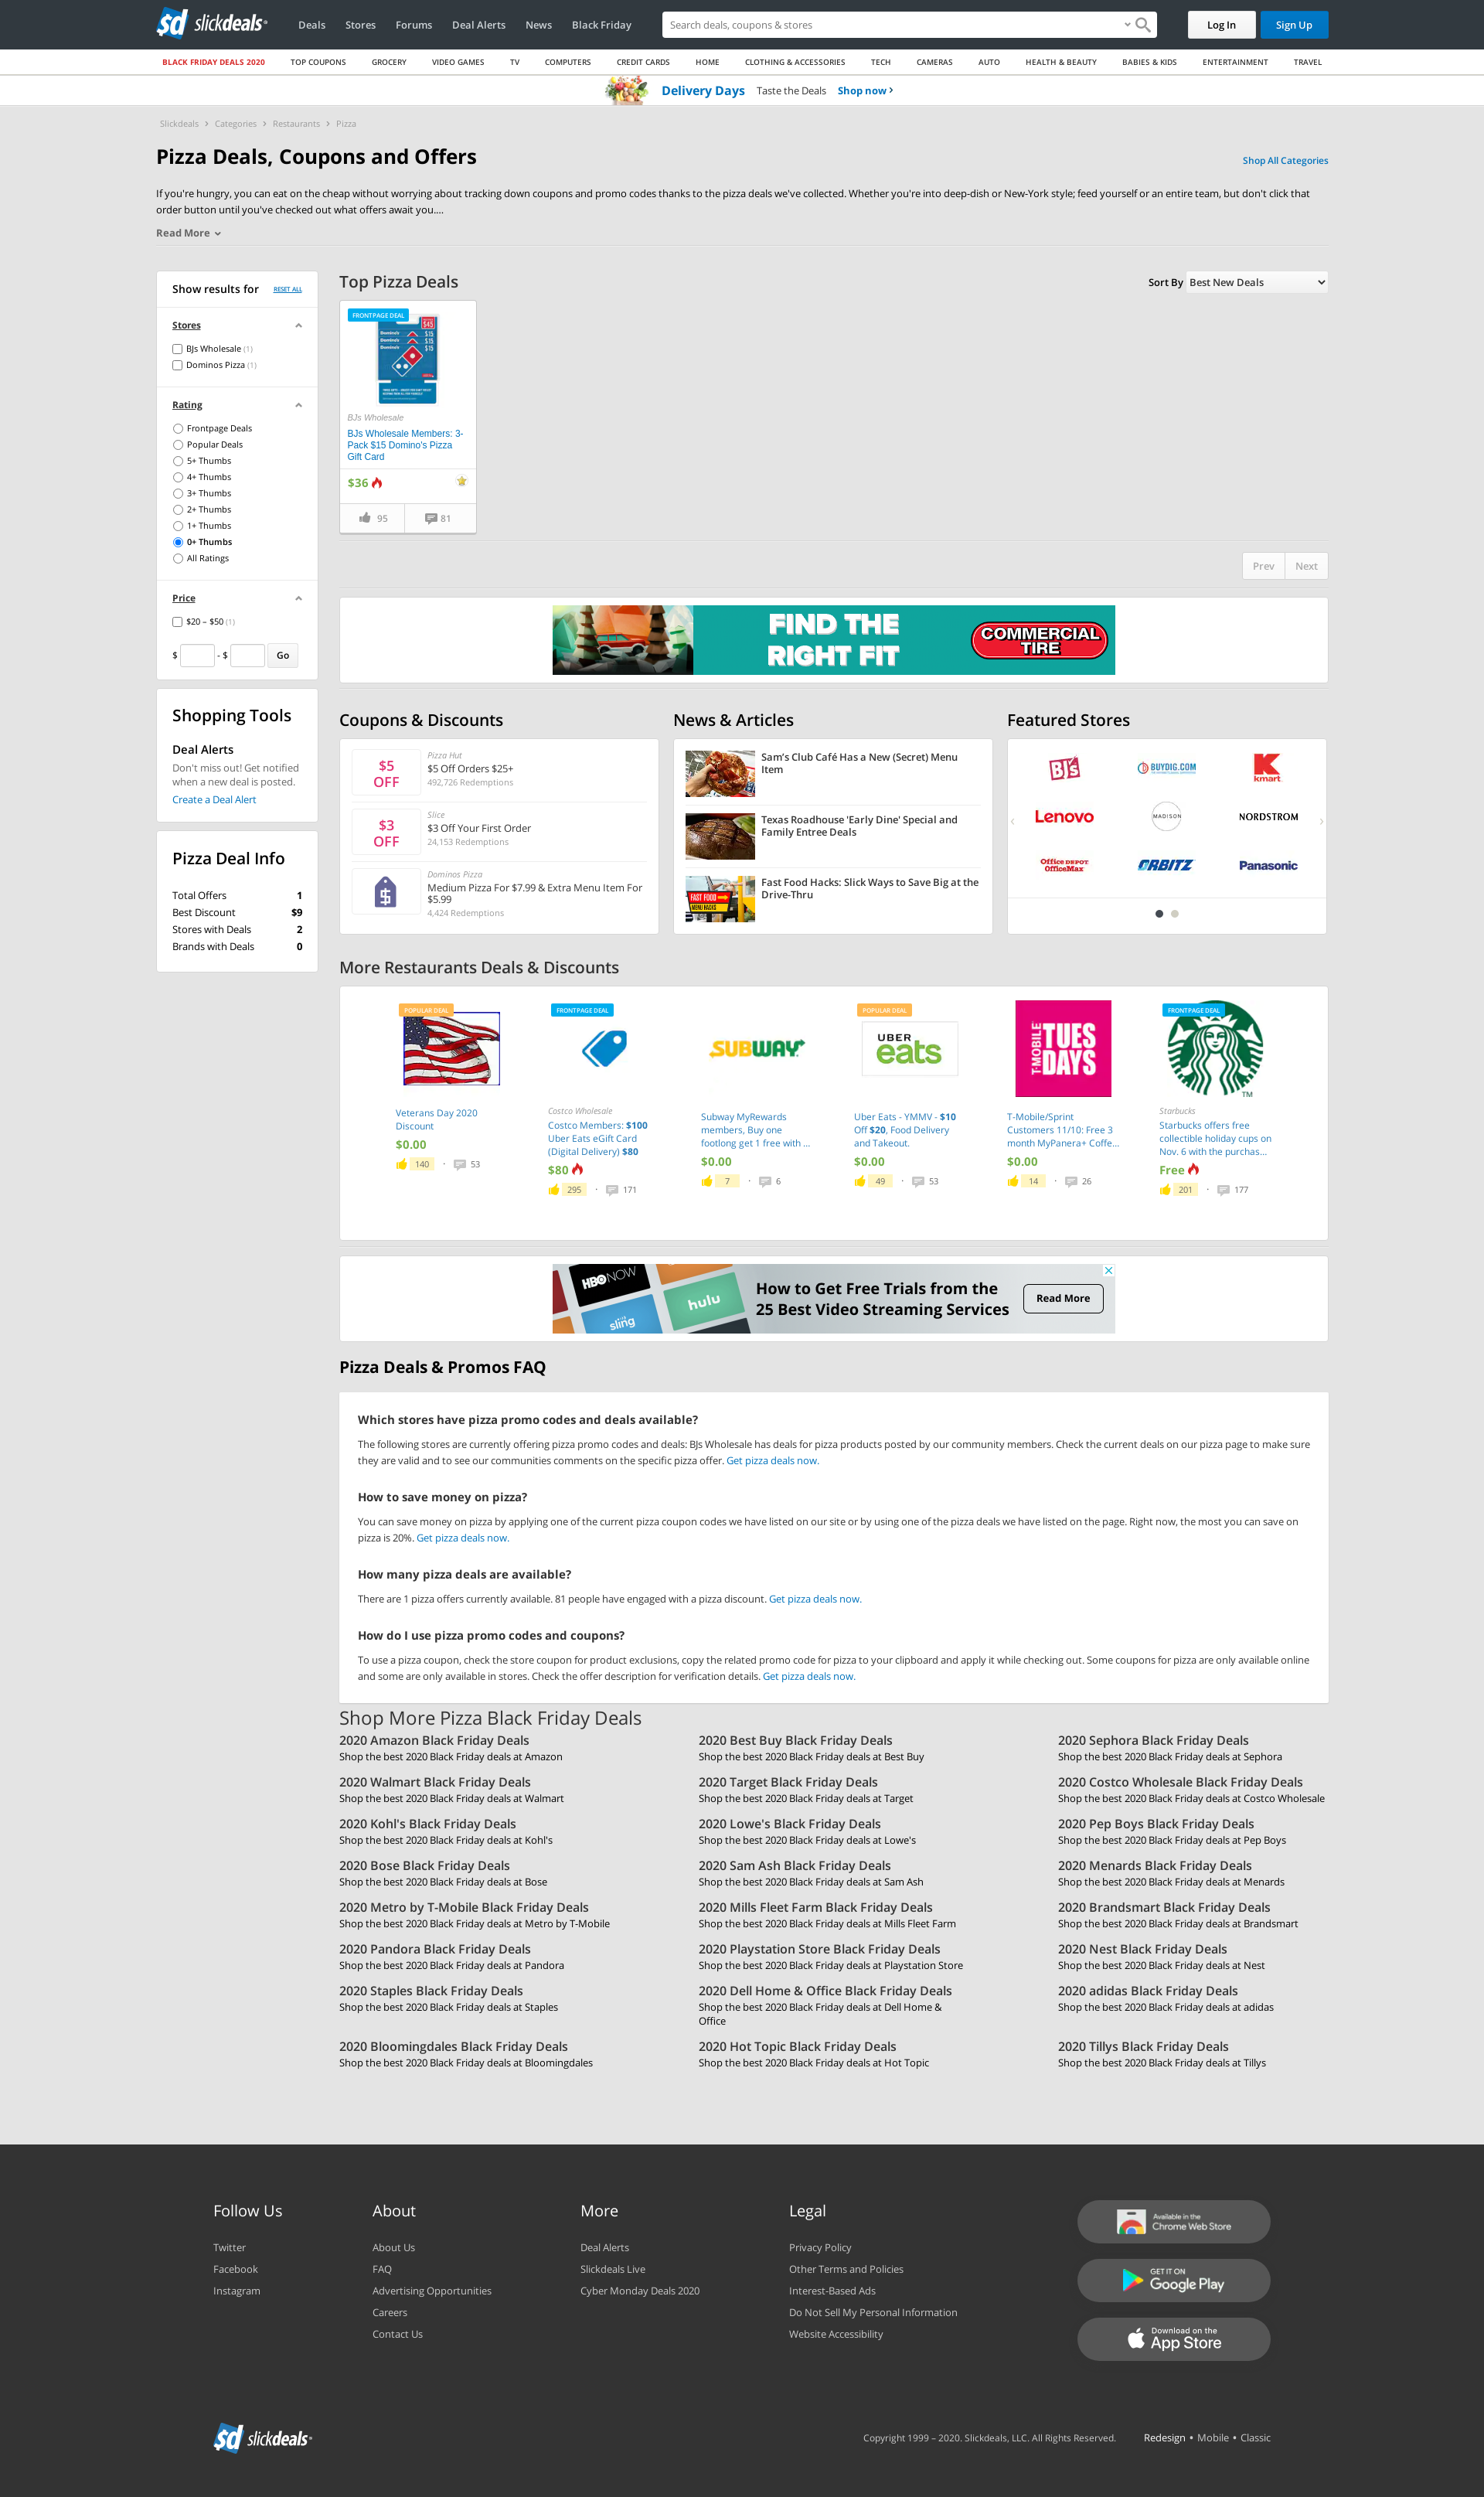 slickdeals
Deals
Stores
Forums
Deal Alerts
News
Black Friday
Search deals, coupons & stores
Log In
Sign Up
BLACK FRIDAY DEALS 2020
TOP COUPONS
GROCERY
VIDEO GAMES
TV
COMPUTERS
CREDIT CARDS
HOME
CLOTHING & ACCESSORIES
TECH
CAMERAS
AUTO
HEALTH & BEAUTY
BABIES & KIDS
ENTERTAINMENT
TRAVEL
Delivery Days Taste the Deals Shop now ›
Slickdeals › Categories › Restaurants › Pizza
Pizza Deals, Coupons and Offers
Shop All Categories
If you're hungry, you can eat on the cheap without worrying about tracking down coupons and promo codes thanks to the pizza deals we've collected. Whether you're into deep-dish or New-York style; feed yourself or an entire team, but don't click that
order button until you've checked out what offers await you....
Read More
Show results for RESET ALL
Stores
BJs Wholesale (1)
Dominos Pizza (1)
Rating
Frontpage Deals
Popular Deals
5+ Thumbs
4+ Thumbs
3+ Thumbs
2+ Thumbs
1+ Thumbs
0+ Thumbs
All Ratings
Price
$20 – $50 (1)
$ - $ Go
Shopping Tools
Deal Alerts
Don't miss out! Get notified
when a new deal is posted.
Create a Deal Alert
Pizza Deal Info
Total Offers 1
Best Discount $9
Stores with Deals 2
Brands with Deals 0
Top Pizza Deals
Sort By Best New Deals
FRONTPAGE DEAL
$45
Domino's $15
Domino's $15
Domino's $15
BJs Wholesale
BJs Wholesale Members: 3-
Pack $15 Domino's Pizza
Gift Card
$36
95
81
Prev Next
FIND THE
RIGHT FIT
COMMERCIAL
TIRE
Coupons & Discounts
$5
OFF
Pizza Hut
$5 Off Orders $25+
492,726 Redemptions
$3
OFF
Slice
$3 Off Your First Order
24,153 Redemptions
Dominos Pizza
Medium Pizza For $7.99 & Extra Menu Item For
$5.99
4,424 Redemptions
News & Articles
Sam's Club Café Has a New (Secret) Menu
Item
Texas Roadhouse 'Early Dine' Special and
Family Entree Deals
FAST FOOD
MENU HACKS
Fast Food Hacks: Slick Ways to Save Big at the
Drive-Thru
Featured Stores
BJ's
BUYDIG.COM
kmart
Lenovo
MADISON
NORDSTROM
Office DEPOT
OfficeMax
ORBITZ
Panasonic
More Restaurants Deals & Discounts
POPULAR DEAL
Veterans Day 2020
Discount
$0.00
140 · 53
FRONTPAGE DEAL
Costco Wholesale
Costco Members: $100
Uber Eats eGift Card
(Digital Delivery) $80
$80
295 · 171
SUBWAY
Subway MyRewards
members, Buy one
footlong get 1 free with ...
$0.00
7 · 6
POPULAR DEAL
UBER
eats
Uber Eats - YMMV - $10
Off $20, Food Delivery
and Takeout.
$0.00
49 · 53
T-MOBILE
TUES
DAYS
T-Mobile/Sprint
Customers 11/10: Free 3
month MyPanera+ Coffe...
$0.00
14 · 26
FRONTPAGE DEAL
TM
Starbucks
Starbucks offers free
collectible holiday cups on
Nov. 6 with the purchas...
Free
201 · 177
HBO NOW
sling
hulu
How to Get Free Trials from the
25 Best Video Streaming Services
Read More
Pizza Deals & Promos FAQ
Which stores have pizza promo codes and deals available?
The following stores are currently offering pizza promo codes and deals: BJs Wholesale has deals for pizza products posted by our community members. Check the current deals on our pizza page to make sure
they are valid and to see our communities comments on the specific pizza offer. Get pizza deals now.
How to save money on pizza?
You can save money on pizza by applying one of the current pizza coupon codes we have listed on our site or by using one of the pizza deals we have listed on the page. Right now, the most you can save on
pizza is 20%. Get pizza deals now.
How many pizza deals are available?
There are 1 pizza offers currently available. 81 people have engaged with a pizza discount. Get pizza deals now.
How do I use pizza promo codes and coupons?
To use a pizza coupon, check the store coupon for product exclusions, copy the related promo code for pizza to your clipboard and apply it while checking out. Some coupons for pizza are only available online
and some are only available in stores. Check the offer description for verification details. Get pizza deals now.
Shop More Pizza Black Friday Deals
2020 Amazon Black Friday Deals
Shop the best 2020 Black Friday deals at Amazon
2020 Best Buy Black Friday Deals
Shop the best 2020 Black Friday deals at Best Buy
2020 Sephora Black Friday Deals
Shop the best 2020 Black Friday deals at Sephora
2020 Walmart Black Friday Deals
Shop the best 2020 Black Friday deals at Walmart
2020 Target Black Friday Deals
Shop the best 2020 Black Friday deals at Target
2020 Costco Wholesale Black Friday Deals
Shop the best 2020 Black Friday deals at Costco Wholesale
2020 Kohl's Black Friday Deals
Shop the best 2020 Black Friday deals at Kohl's
2020 Lowe's Black Friday Deals
Shop the best 2020 Black Friday deals at Lowe's
2020 Pep Boys Black Friday Deals
Shop the best 2020 Black Friday deals at Pep Boys
2020 Bose Black Friday Deals
Shop the best 2020 Black Friday deals at Bose
2020 Sam Ash Black Friday Deals
Shop the best 2020 Black Friday deals at Sam Ash
2020 Menards Black Friday Deals
Shop the best 2020 Black Friday deals at Menards
2020 Metro by T-Mobile Black Friday Deals
Shop the best 2020 Black Friday deals at Metro by T-Mobile
2020 Mills Fleet Farm Black Friday Deals
Shop the best 2020 Black Friday deals at Mills Fleet Farm
2020 Brandsmart Black Friday Deals
Shop the best 2020 Black Friday deals at Brandsmart
2020 Pandora Black Friday Deals
Shop the best 2020 Black Friday deals at Pandora
2020 Playstation Store Black Friday Deals
Shop the best 2020 Black Friday deals at Playstation Store
2020 Nest Black Friday Deals
Shop the best 2020 Black Friday deals at Nest
2020 Staples Black Friday Deals
Shop the best 2020 Black Friday deals at Staples
2020 Dell Home & Office Black Friday Deals
Shop the best 2020 Black Friday deals at Dell Home &
Office
2020 adidas Black Friday Deals
Shop the best 2020 Black Friday deals at adidas
2020 Bloomingdales Black Friday Deals
Shop the best 2020 Black Friday deals at Bloomingdales
2020 Hot Topic Black Friday Deals
Shop the best 2020 Black Friday deals at Hot Topic
2020 Tillys Black Friday Deals
Shop the best 2020 Black Friday deals at Tillys
Follow Us
Twitter
Facebook
Instagram
About
About Us
FAQ
Advertising Opportunities
Careers
Contact Us
More
Deal Alerts
Slickdeals Live
Cyber Monday Deals 2020
Legal
Privacy Policy
Other Terms and Policies
Interest-Based Ads
Do Not Sell My Personal Information
Website Accessibility
Available in the
Chrome Web Store
GET IT ON
Google Play
Download on the
App Store
slickdeals
Copyright 1999 – 2020. Slickdeals, LLC. All Rights Reserved.
Redesign • Mobile • Classic